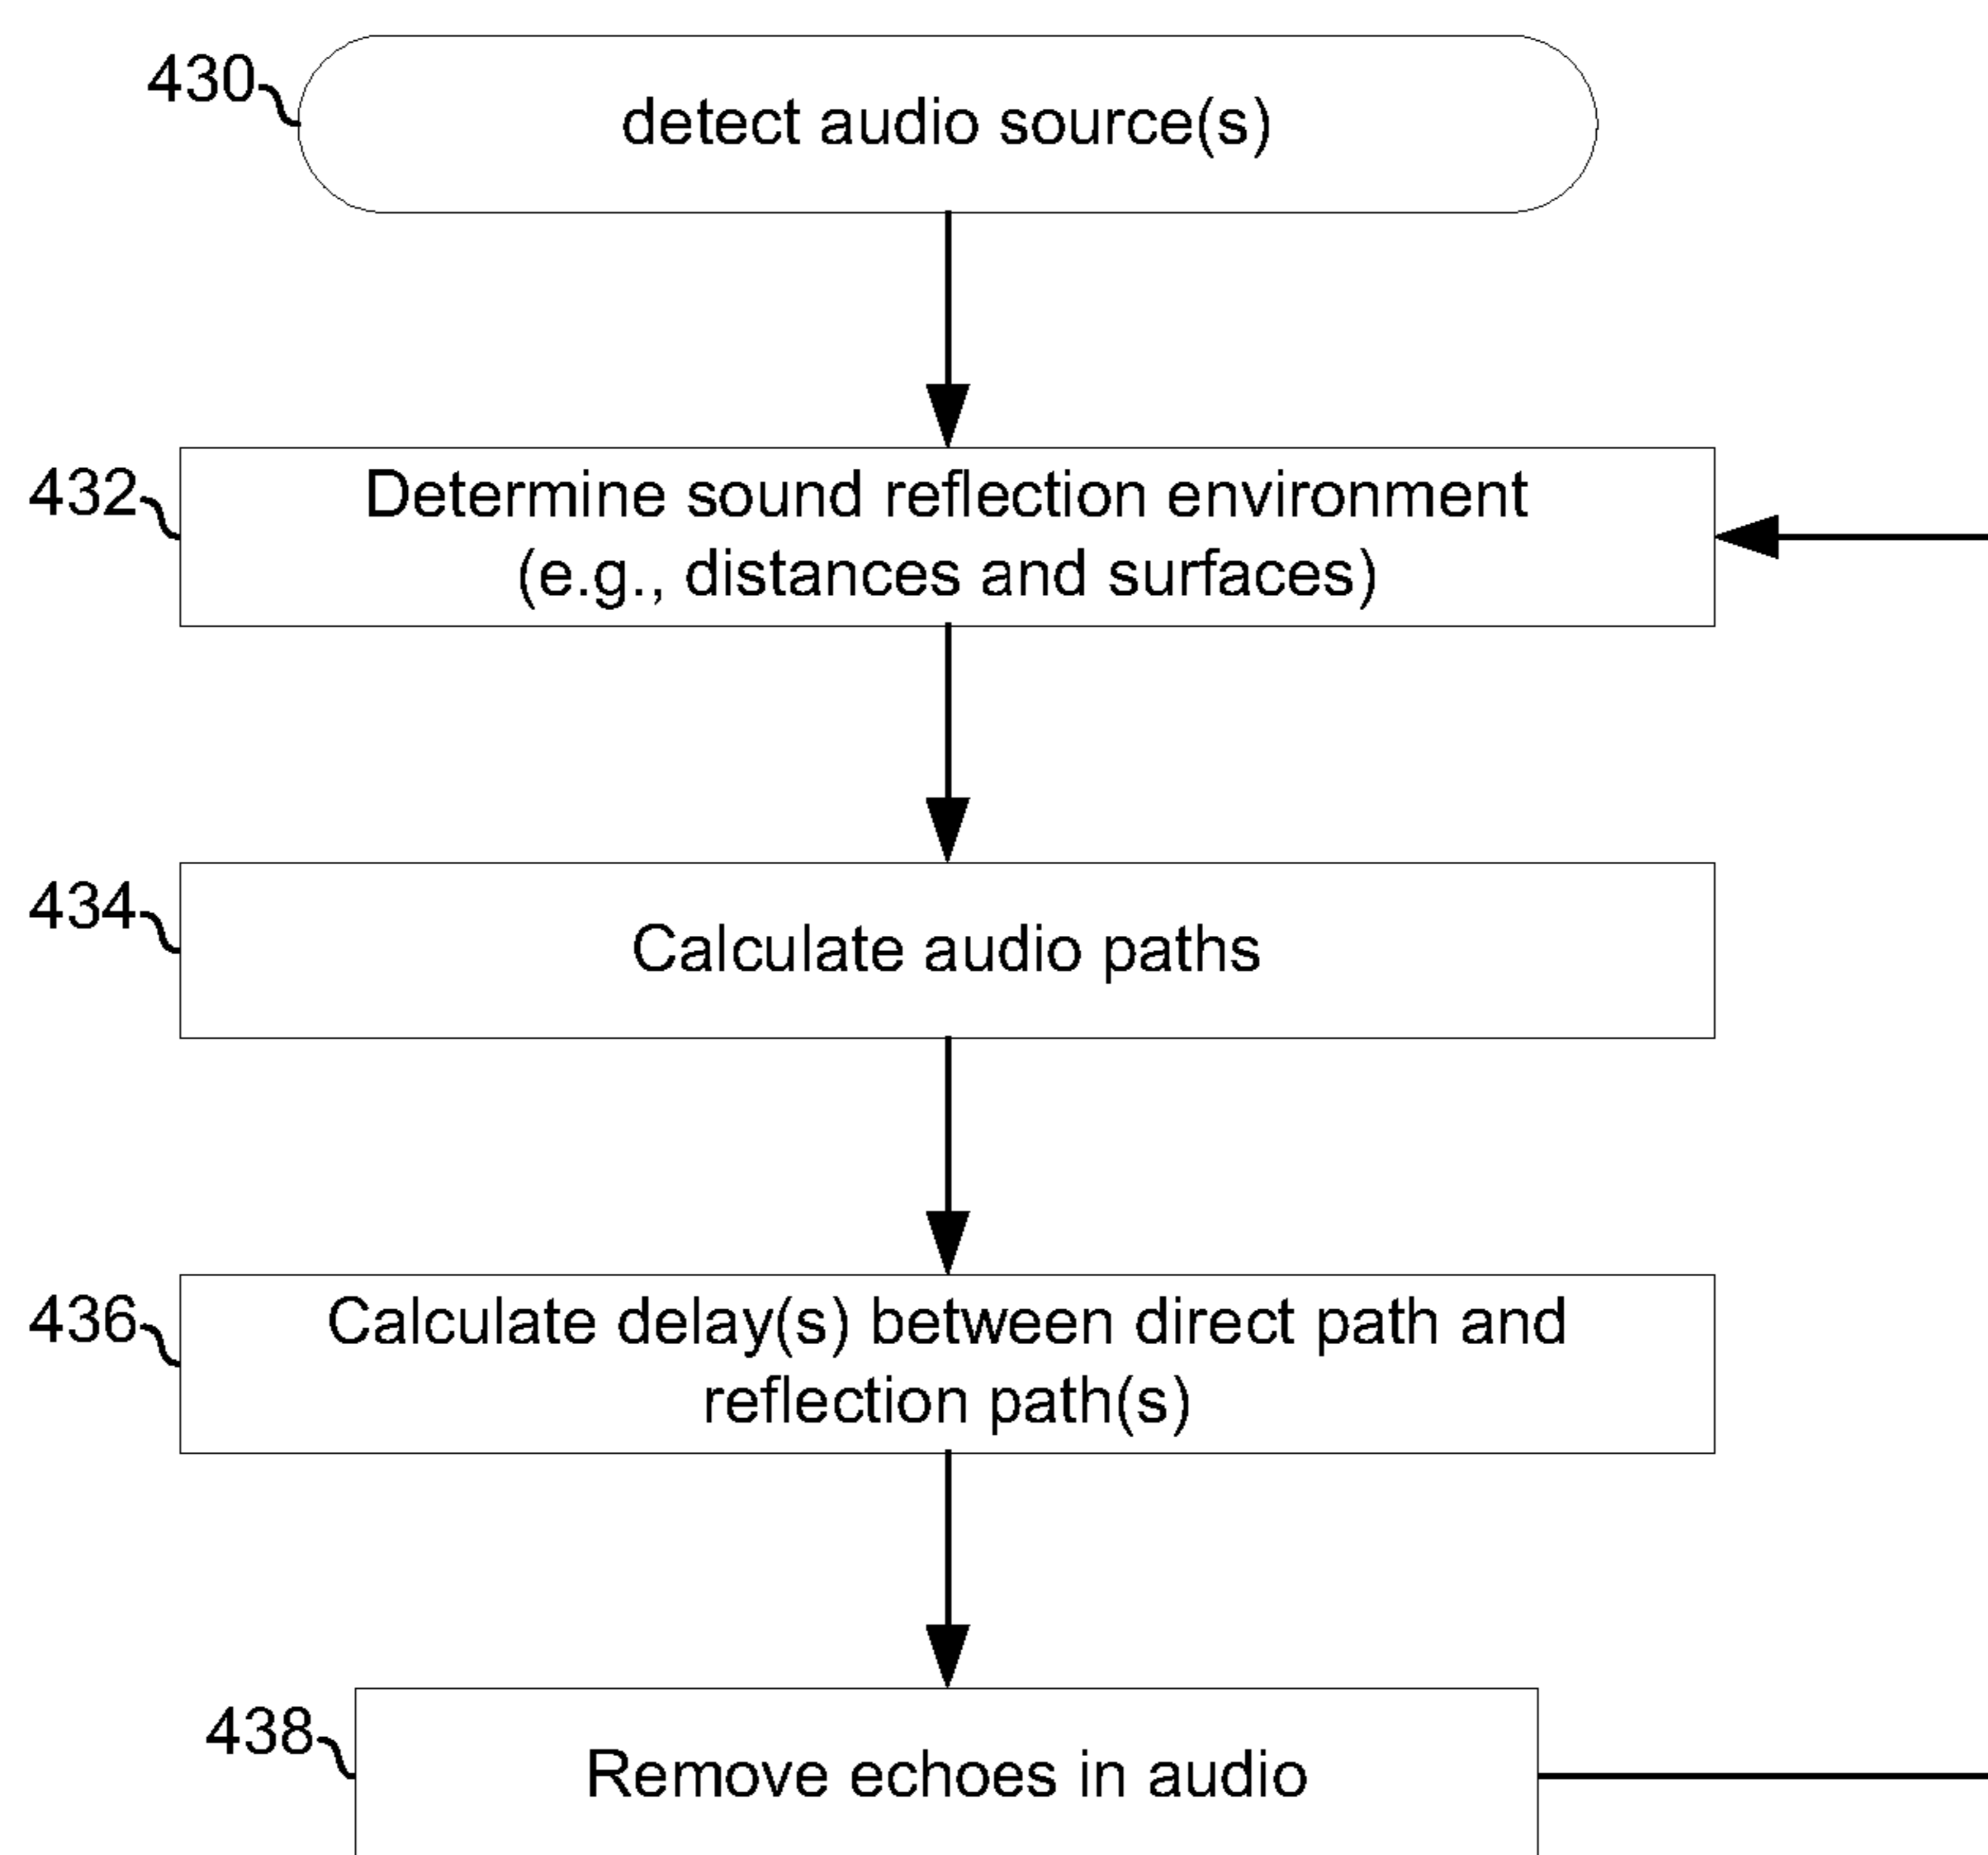 430
detect audio source(s)
432
Determine sound reflection environment
(e.g., distances and surfaces)
434
Calculate audio paths
436
Calculate delay(s) between direct path and
reflection path(s)
438
Remove echoes in audio